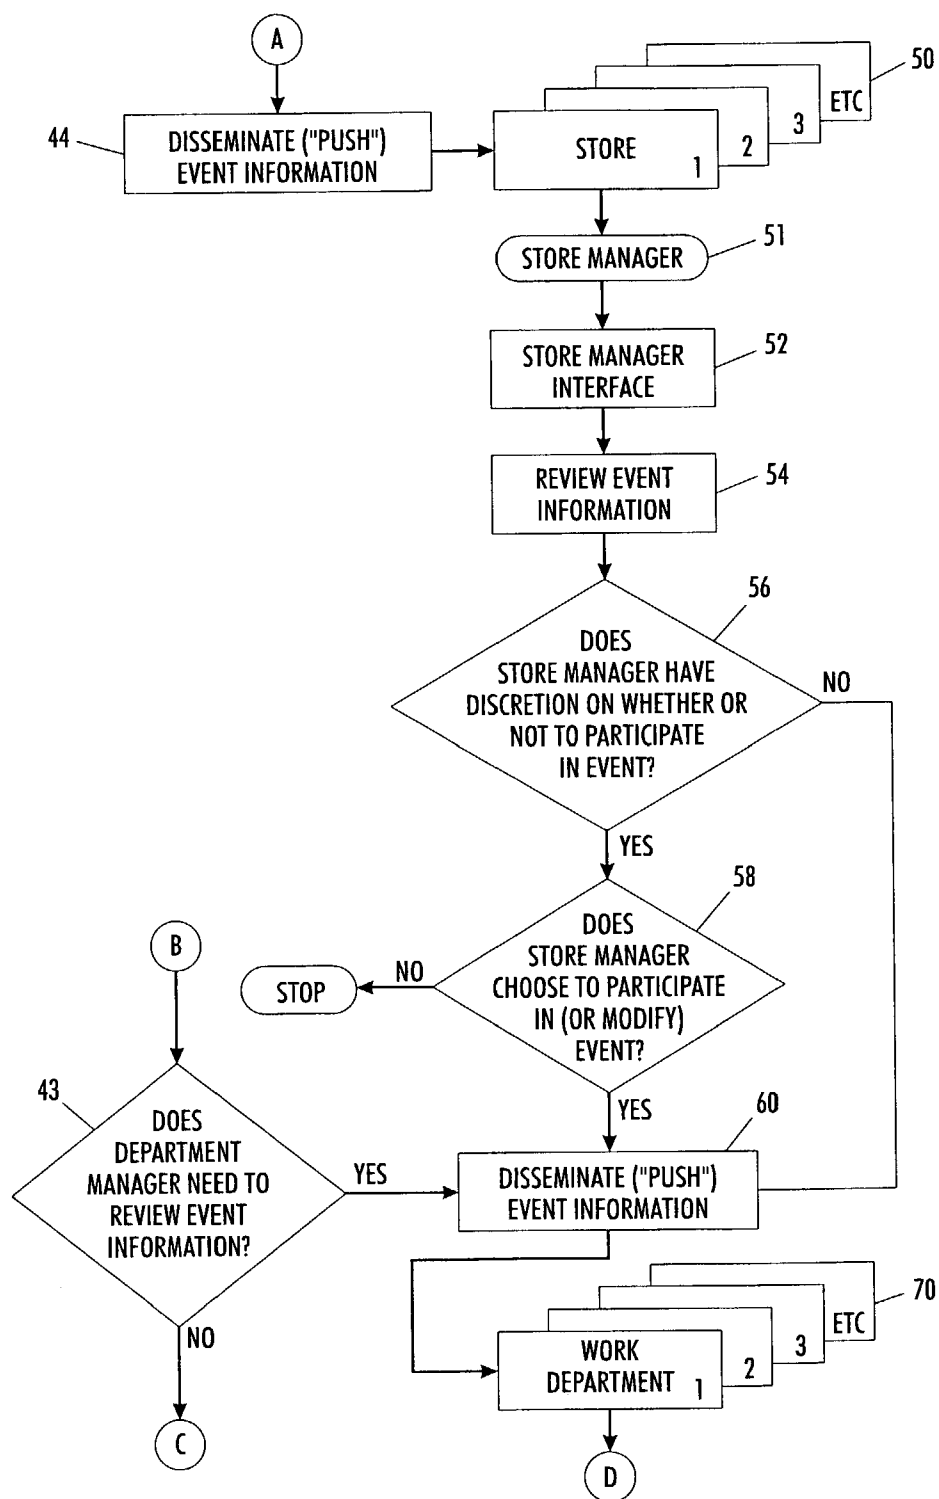 A
50
44
DISSEMINATE ("PUSH")
EVENT INFORMATION
STORE
1
2
3
ETC
STORE MANAGER
51
STORE MANAGER
INTERFACE
52
REVIEW EVENT
INFORMATION
54
56
DOES
STORE MANAGER HAVE
DISCRETION ON WHETHER OR
NOT TO PARTICIPATE
IN EVENT?
NO
YES
58
DOES
STORE MANAGER
CHOOSE TO PARTICIPATE
IN (OR MODIFY)
EVENT?
NO
STOP
YES
B
43
DOES
DEPARTMENT
MANAGER NEED TO
REVIEW EVENT
INFORMATION?
YES
NO
C
60
DISSEMINATE ("PUSH")
EVENT INFORMATION
70
WORK
DEPARTMENT
1
2
3
ETC
D